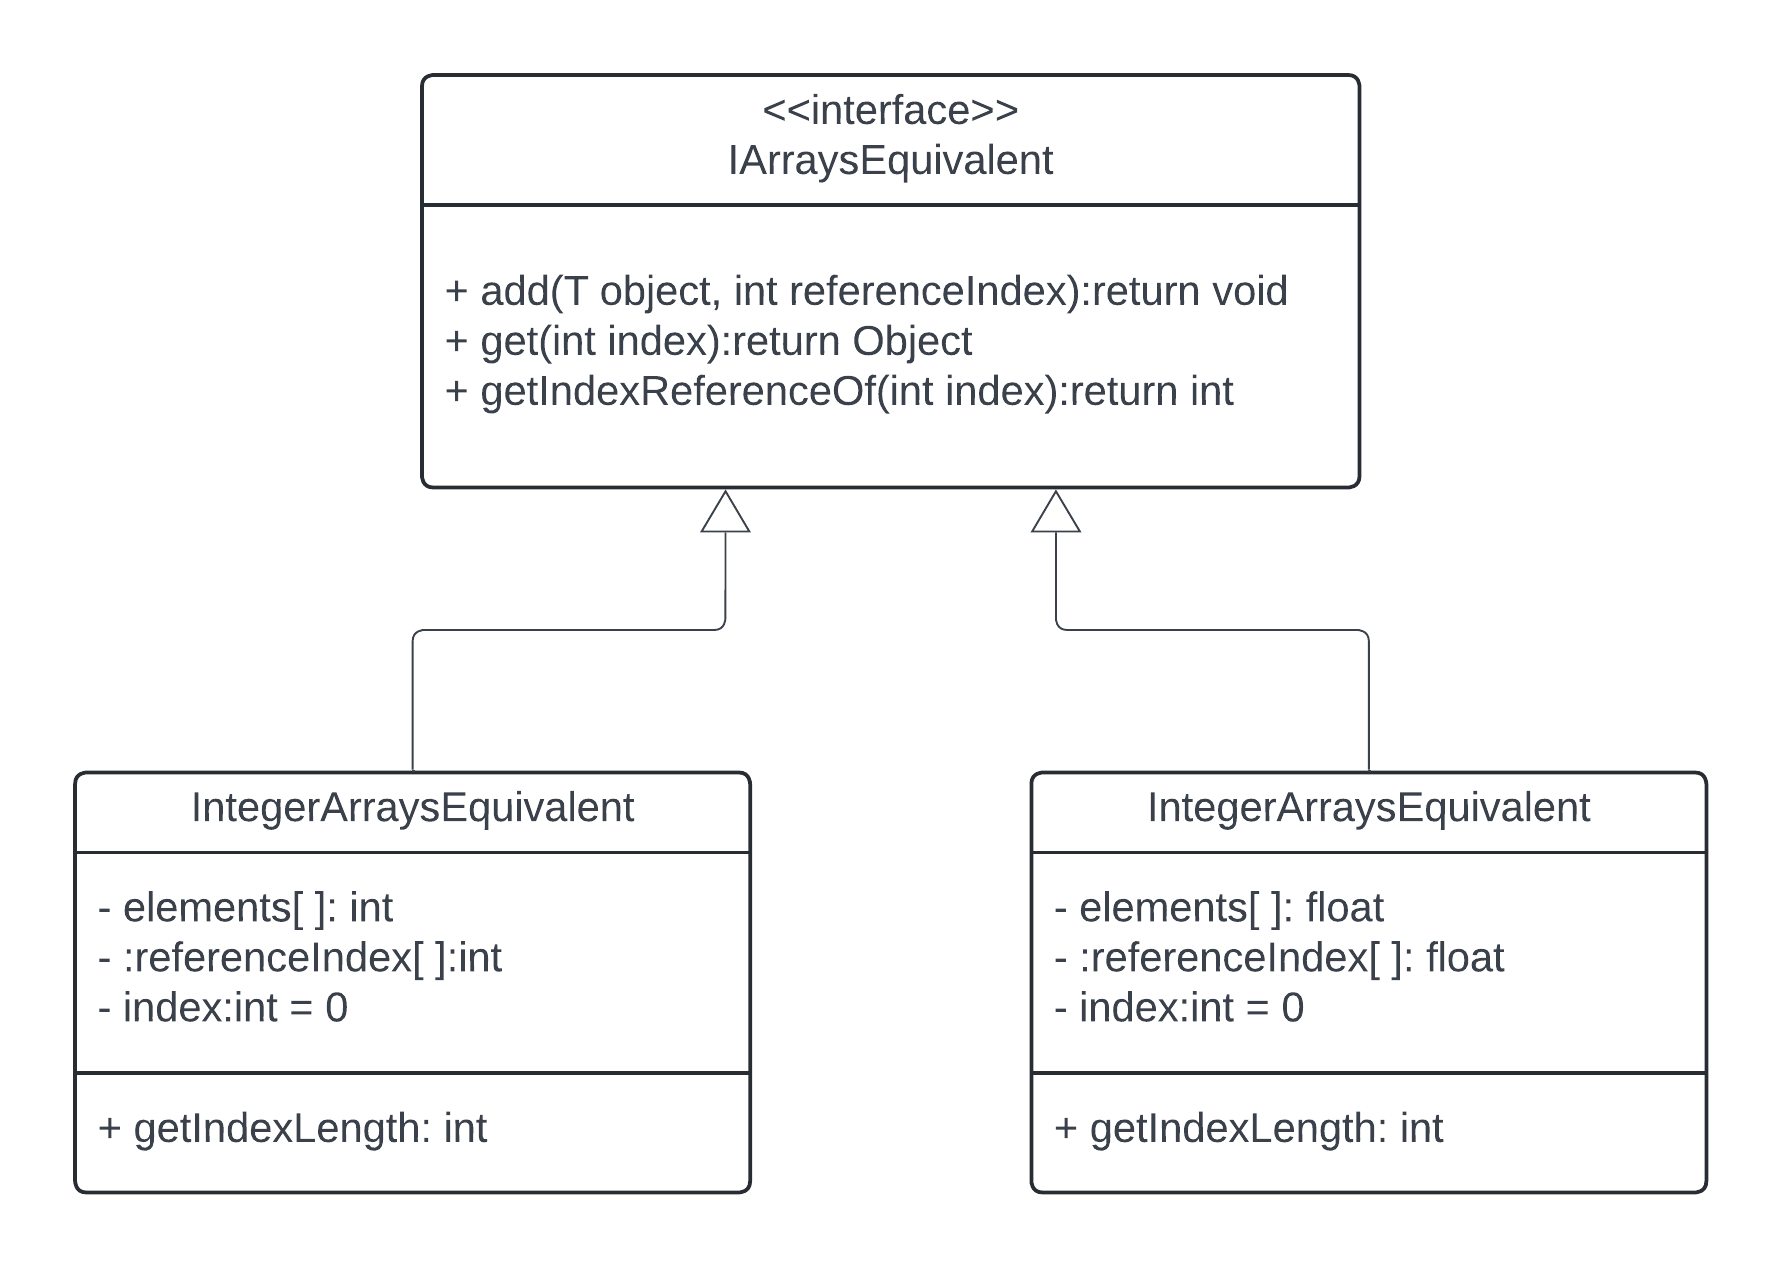 <<interface>>
IArraysEquivalent
+ add(T object, int referenceIndex):return void
+ get(int index):return Object
+ getIndexReferenceOf(int index):return int
IntegerArraysEquivalent
- elements[ ]: int
- :referenceIndex[ ]:int
- index:int = 0
+ getIndexLength: int
IntegerArraysEquivalent
- elements[ ]: float
- :referenceIndex[ ]: float
- index:int = 0
+ getIndexLength: int